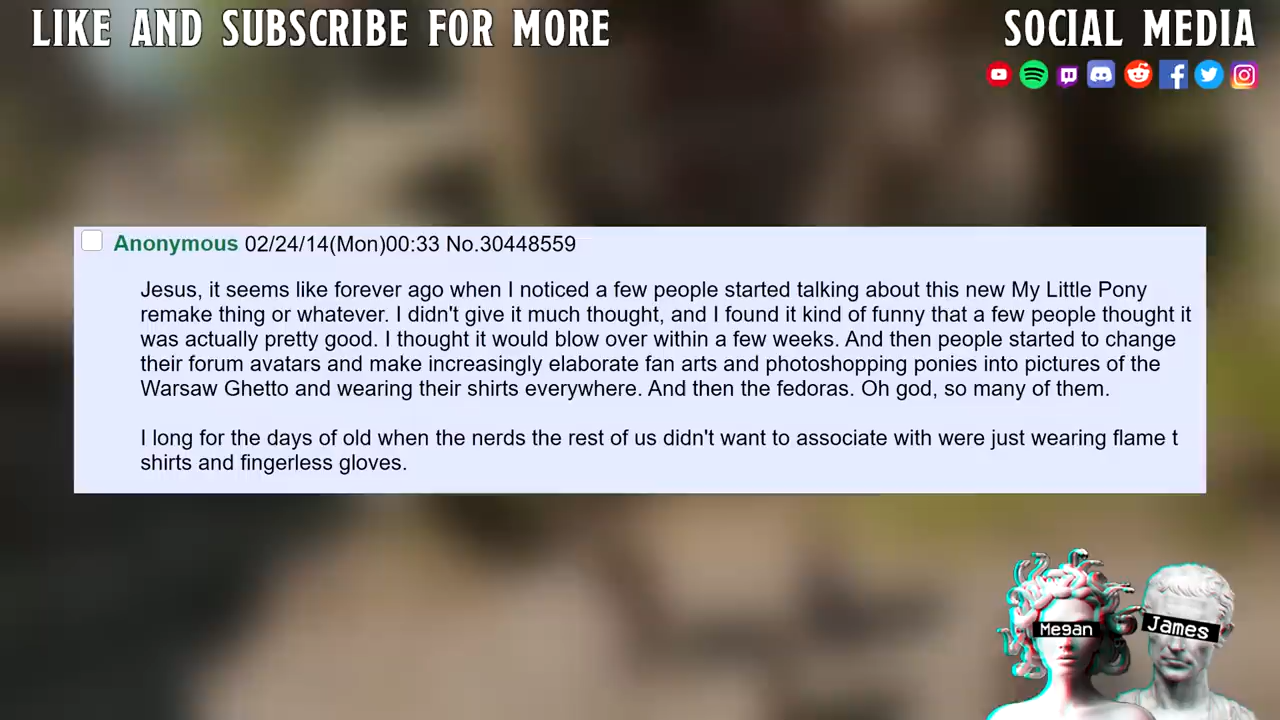 LIKE AND SUBSCRIBE FOR MORE
SOCIAL MEDIA
Anonymous 02/24/14(Mon)00:33 No.30448559
Jesus, it seems like forever ago when I noticed a few people started talking about this new My Little Pony
remake thing or whatever. I didn't give it much thought, and I found it kind of funny that a few people thought it
was actually pretty good. I thought it would blow over within a few weeks. And then people started to change
their forum avatars and make increasingly elaborate fan arts and photoshopping ponies into pictures of the
Warsaw Ghetto and wearing their shirts everywhere. And then the fedoras. Oh god, so many of them.
I long for the days of old when the nerds the rest of us didn't want to associate with were just wearing flame t
shirts and fingerless gloves.
Megan
James